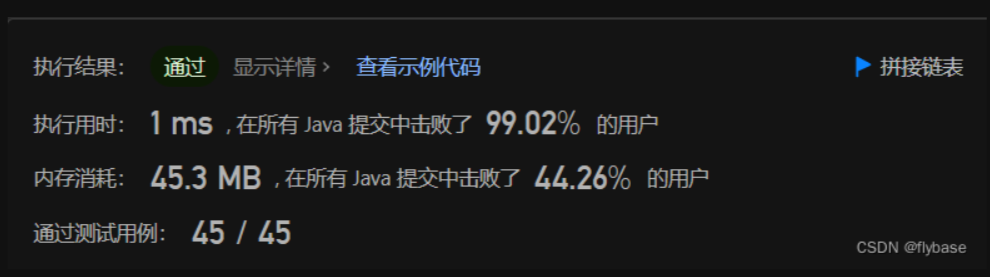 执行结果： 通过 显示详情 › 查看示例代码 拼接链表
执行用时： 1 ms , 在所有 Java 提交中击败了 99.02% 的用户
内存消耗： 45.3 MB , 在所有 Java 提交中击败了 44.26% 的用户
通过测试用例： 45 / 45
CSDN @flybase